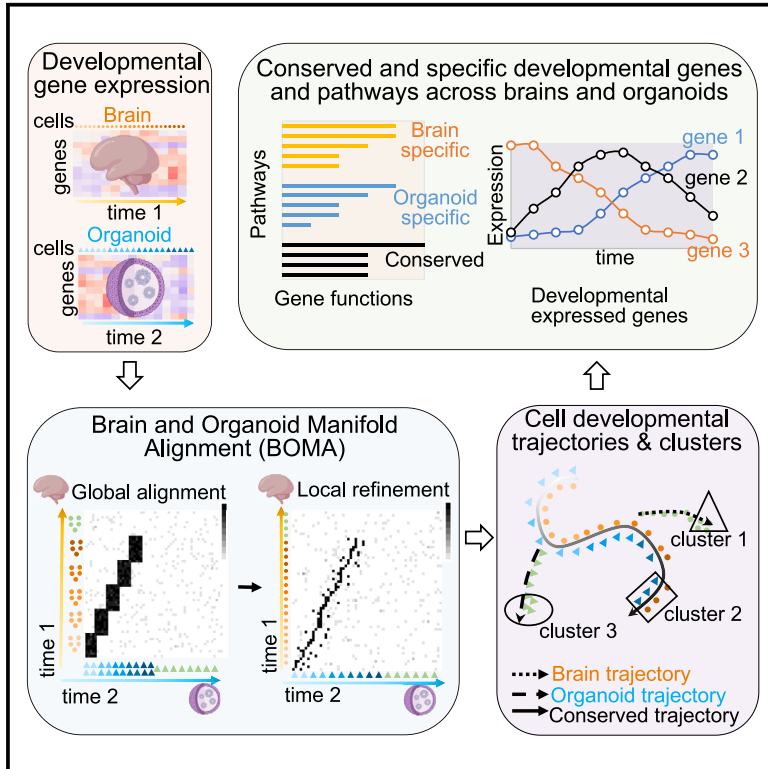 Developmental
gene expression
Brain
cells
genes
time 1
Organoid
cells
genes
time 2
Conserved and specific developmental genes
and pathways across brains and organoids
Pathways
Brain
specific
Organoid
specific
Conserved
Gene functions
Expression
gene 1
gene 2
gene 3
time
Developmental
expressed genes
Brain and Organoid Manifold
Alignment (BOMA)
Global alignment
Local refinement
time 1
time 2
time 1
time 2
Cell developmental
trajectories & clusters
cluster 1
cluster 2
cluster 3
Brain trajectory
Organoid trajectory
Conserved trajectory